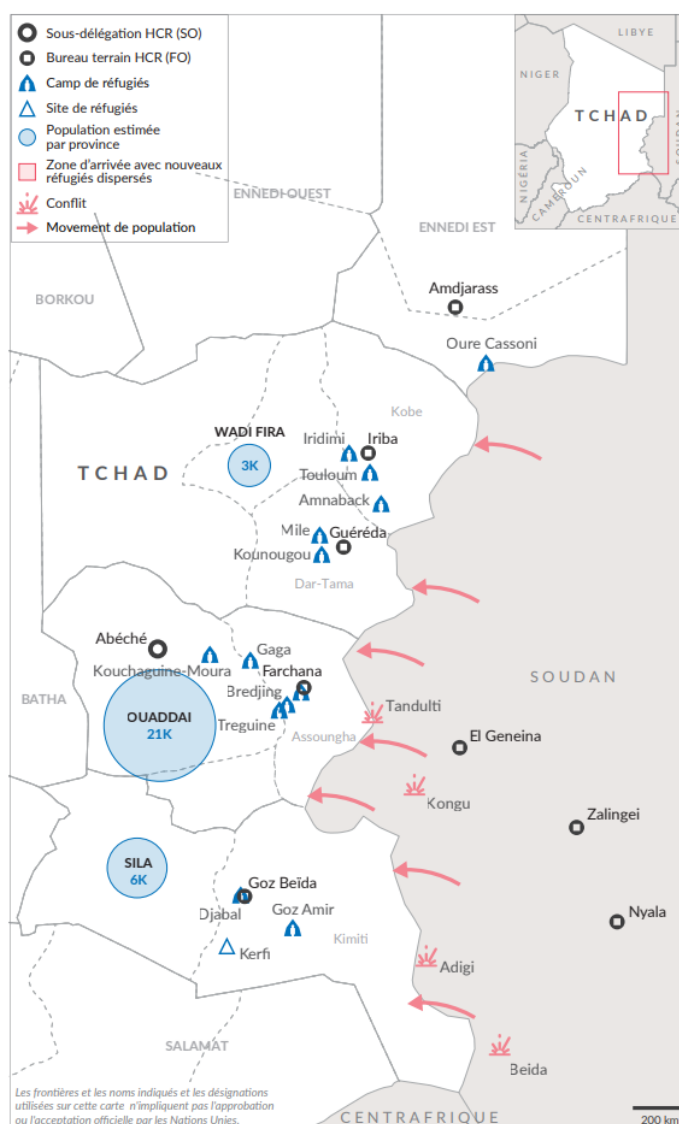 Sous-délégation HCR (SO)
Bureau terrain HCR (FO)
Camp de réfugiés
Site de réfugiés
Population estimée
par province
Zone d'arrivée avec nouveaux
réfugiés dispersés
Conflit
Movement de population
LIBYE
NIGER
TCHAD
SOUDAN
NIGÉRIA
CAMEROUN
CENTRAFRIQUE
ENNEDI OUEST
ENNEDI EST
BORKOU
Amdjarass
Oure Cassoni
Kobe
WADI FIRA
3K
Iridimi
Iriba
TCHAD
Touloum
Amnaback
Mile
Guéréda
Kounougou
Dar-Tama
Abéché
Gaga
Kouchaguine-Moura
Farchana
Bredjing
BATHA
OUADDAI
21K
Treguine
Assoungha
SOUDAN
Tandulti
El Geneina
Kongu
Zalingei
SILA
6K
Goz Beïda
Djabal
Goz Amir
Kimiti
Kerfi
Nyala
Adigi
SALAMAT
Beida
Les frontières et les noms indiqués et les désignations
utilisées sur cette carte n'impliquent pas l'approbation
ou l'acceptation officielle par les Nations Unies.
CENTRAFRIQUE
200 km